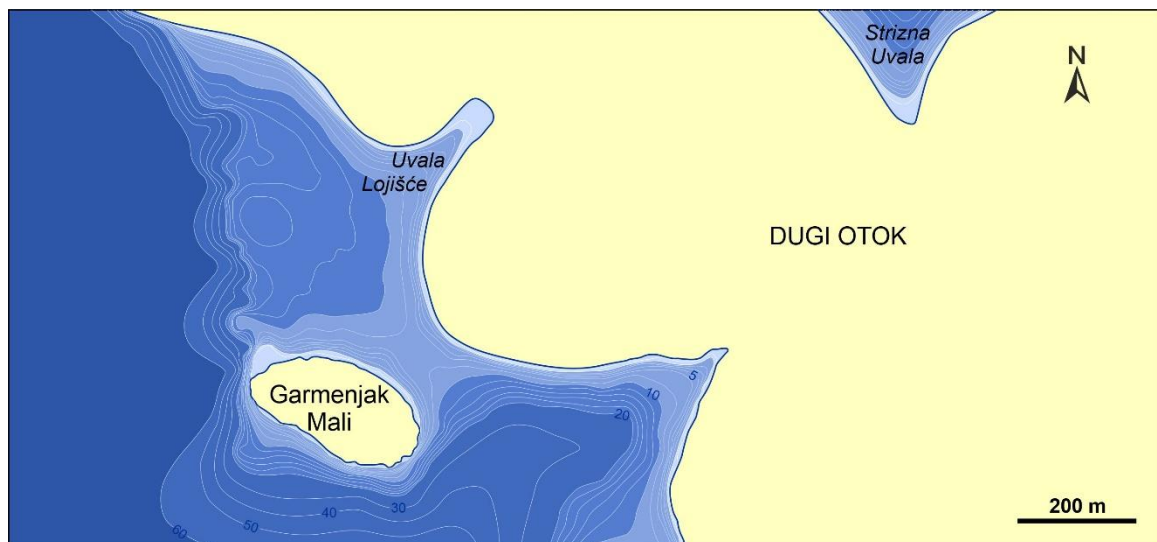 Strizna
Uvala
N
Uvala
Lojišće
DUGI OTOK
Garmenjak
Mali
5
10
20
30
40
50
60
200 m